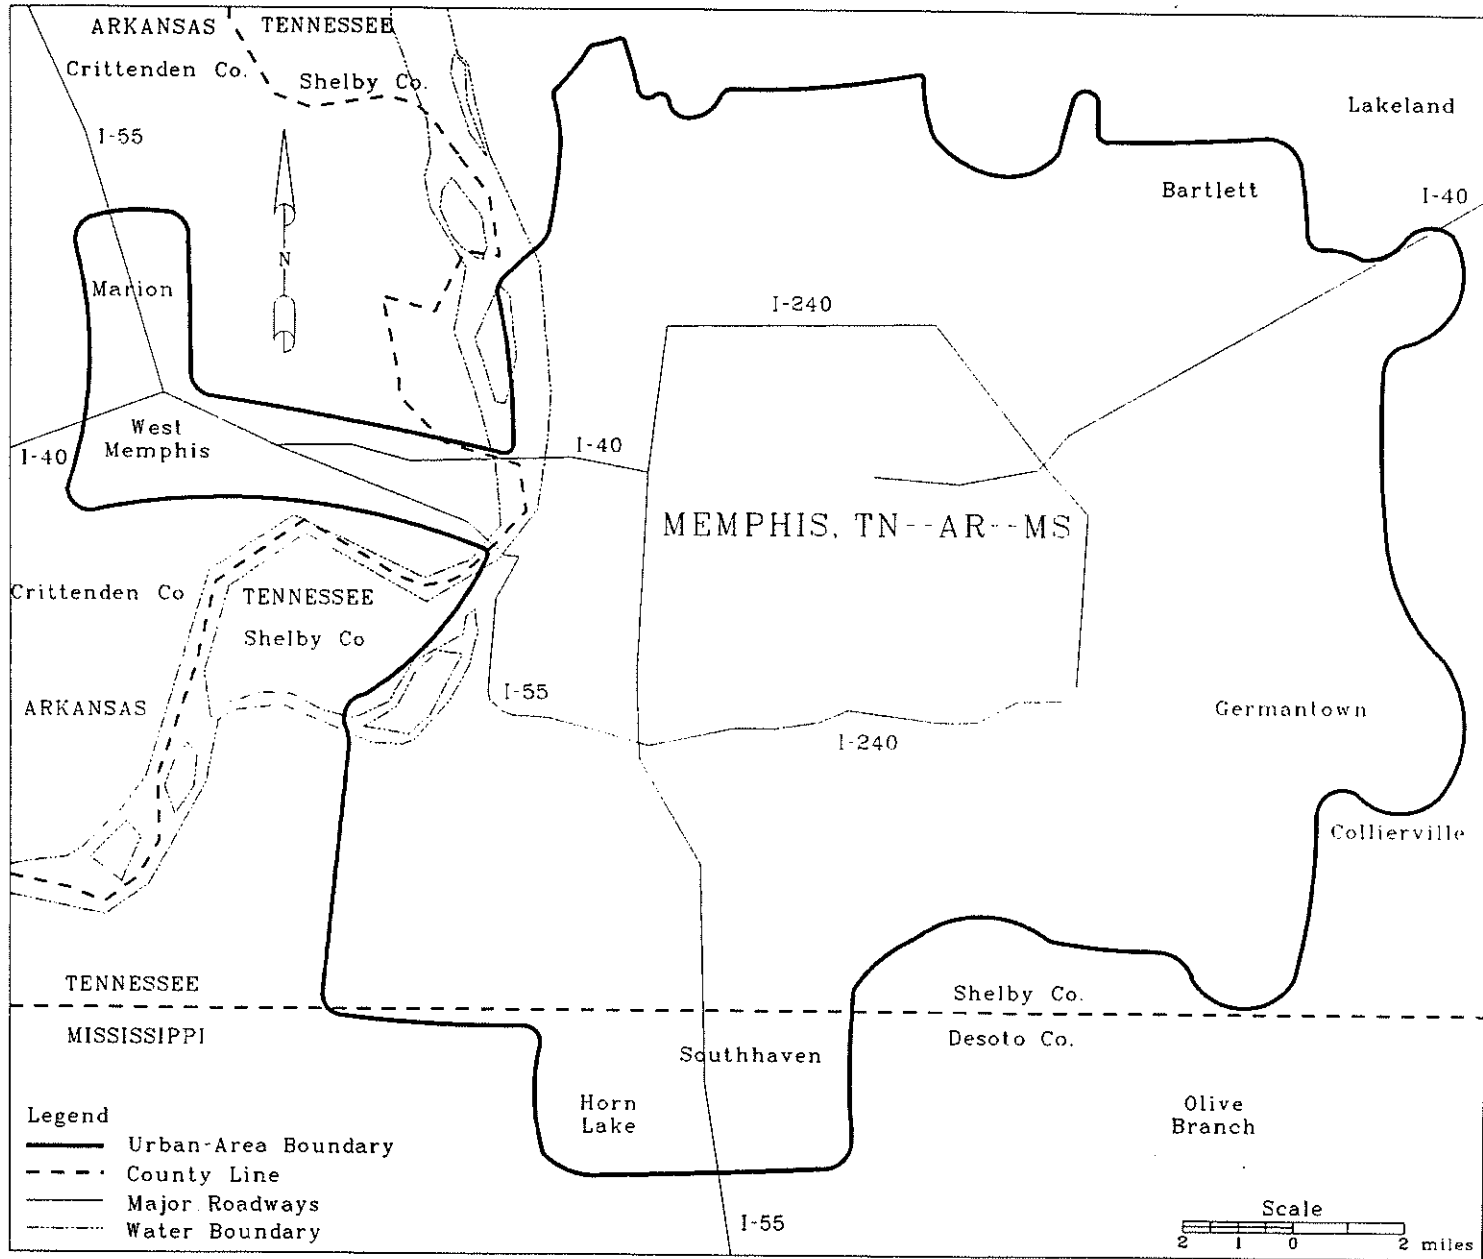 ARKANSAS TENNESSEE
Crittenden Co. Shelby Co.
Lakeland
I-55
Bartlett
I-40
N
Marion
I-240
West
Memphis
I-40
I-40
MEMPHIS, TN--AR--MS
Crittenden Co
TENNESSEE
Shelby Co
I-55
ARKANSAS
Germantown
I-240
Collierville
TENNESSEE
Shelby Co.
MISSISSIPPI
Desoto Co.
Southhaven
Horn
Lake
Olive
Branch
Legend
Urban-Area Boundary
County Line
Major Roadways
Water Boundary
I-55
Scale
2 1 0 2 miles